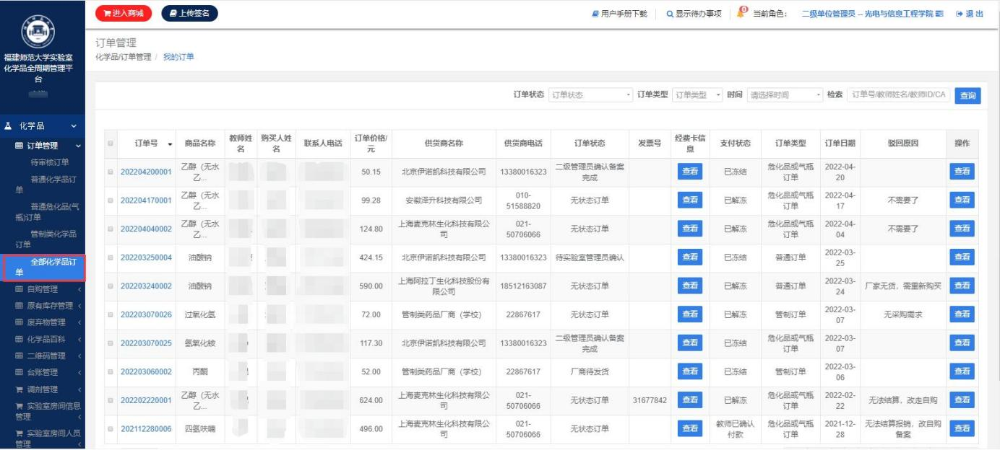 进入商城 上传签名 用户手册下载 显示待办事项 0 当前角色: 二级单位管理员 -- 光电与信息工程学院 退 出
福建师范大学实验室
化学品全周期管理平
台
化学品
订单管理
待审核订单
普通化学品订
单
普通危化品(气
瓶)订单
管制类化学品
订单
全部化学品订
单
自购管理
原有库存管理
废弃物管理
化学品百科
二维码管理
台账管理
调剂管理
实验室房间信息
管理
实验室房间人员
管理
订单管理
化学品/订单管理 / 我的订单
订单状态 订单状态 订单类型 订单类型 时间 请选择时间 检索 订单号/教师姓名/教师ID/CA 查询
订单号 商品名称 教师姓名 购买人姓名 联系人电话 订单价格/元 供货商名称 供货商电话 订单状态 发票号 经费卡信息 支付状态 订单类型 订单日期 驳回原因 操作
202204200001 乙醇（无水乙... 50.15 北京伊诺凯科技有限公司 13380016323 二级管理员确认备案完成 查看 已冻结 危化品或气瓶订单 2022-04-20 查看
202204170001 乙醇（无水乙... 99.28 安徽泽升科技有限公司 010-51588820 无状态订单 查看 已解冻 危化品或气瓶订单 2022-04-17 不需要了 查看
202204040002 乙醇（无水乙... 124.80 上海麦克林生化科技有限公司 021-50706066 无状态订单 查看 已解冻 危化品或气瓶订单 2022-04-04 不需要了 查看
202203250004 油酸钠 424.15 北京伊诺凯科技有限公司 13380016323 待实验室管理员确认 查看 已冻结 普通订单 2022-03-25 查看
202203240002 油酸钠 590.00 上海阿拉丁生化科技股份有限公司 18512163087 无状态订单 查看 已解冻 普通订单 2022-03-24 厂家无货，需重新购买 查看
202203070026 过氧化氢 72.00 管制类药品厂商（学校） 22867617 无状态订单 查看 已解冻 管制订单 2022-03-07 无采购需求 查看
202203070025 氢氧化铵 117.30 北京伊诺凯科技有限公司 13380016323 二级管理员确认备案完成 查看 已冻结 危化品或气瓶订单 2022-03-07 查看
202203060002 丙酮 52.00 管制类药品厂商（学校） 22867617 厂商待发货 查看 已冻结 管制订单 2022-03-06 查看
202202220001 乙醇（无水乙... 624.00 上海麦克林生化科技有限公司 021-50706066 无状态订单 31677842 查看 已解冻 危化品或气瓶订单 2022-02-22 无法结算，改走自购 查看
202112280006 四氢呋喃 496.00 上海麦克林生化科技有限公司 021-50706066 无状态订单 查看 教师已确认付款 危化品或气瓶订单 2021-12-28 无法结算报销，改自购备案 查看